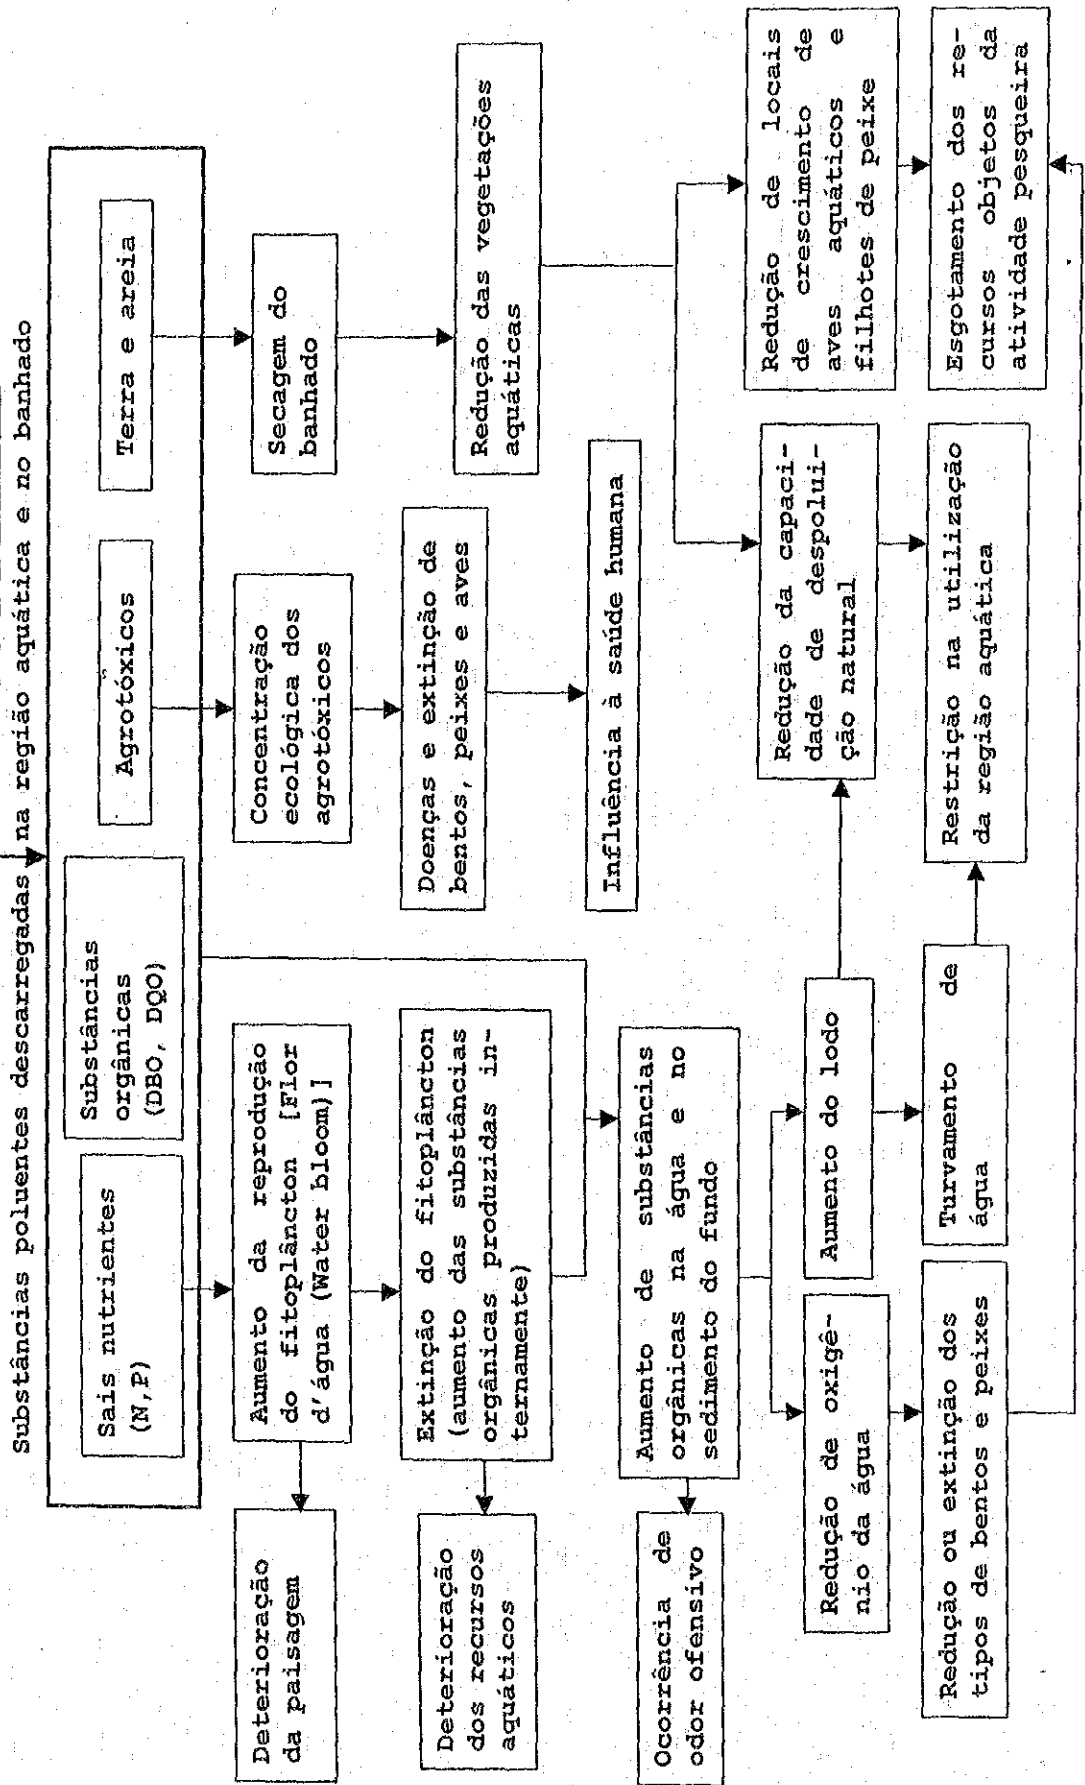 Substâncias poluentes descarregadas na região aquática e no banhado
Sais nutrientes
(N,P)
Substâncias
orgânicas
(DBO, DQO)
Agrotóxicos
Terra e areia
Deterioração
da paisagem
Aumento da reprodução
do fitoplâncton [Flor
d'água (Water bloom)]
Concentração
ecológica dos
agrotóxicos
Secagem do
banhado
Deterioração
dos recursos
aquáticos
Extinção do fitoplâncton
(aumento das substâncias
orgânicas produzidas in-
ternamente)
Doenças e extinção de
bentos, peixes e aves
Redução das vegetações
aquáticas
Influência à saúde humana
Ocorrência de
odor ofensivo
Aumento de substâncias
orgânicas na água e no
sedimento do fundo
Redução de oxigê-
nio da água
Aumento do lodo
Redução da capaci-
dade de despolui-
ção natural
Redução de locais
de crescimento de
aves aquáticos e
filhotes de peixe
Redução ou extinção dos
tipos de bentos e peixes
Turvamento de
água
Restrição na utilização
da região aquática
Esgotamento dos re-
cursos objetos da
atividade pesqueira